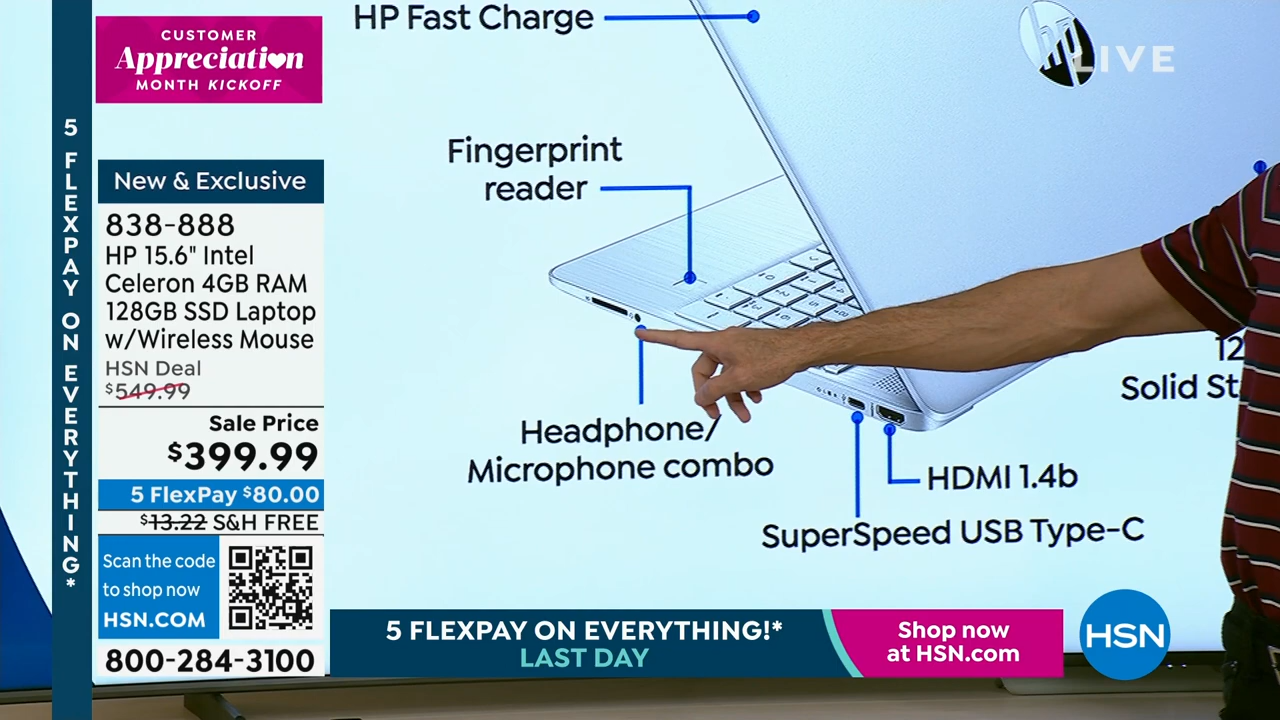 CUSTOMER
Appreciation
MONTH KICKOFF
5 FLEXPAY ON EVERYTHING*
New & Exclusive
838-888
HP 15.6" Intel
Celeron 4GB RAM
128GB SSD Laptop
w/Wireless Mouse
HSN Deal
$549.99
Sale Price
$399.99
5 FlexPay $80.00
$13.22 S&H FREE
Scan the code
to shop now
HSN.COM
800-284-3100
HP Fast Charge
hp
LIVE
Fingerprint
reader
Headphone/
Microphone combo
HDMI 1.4b
SuperSpeed USB Type-C
12
Solid St
5 FLEXPAY ON EVERYTHING!*
LAST DAY
Shop now
at HSN.com
HSN